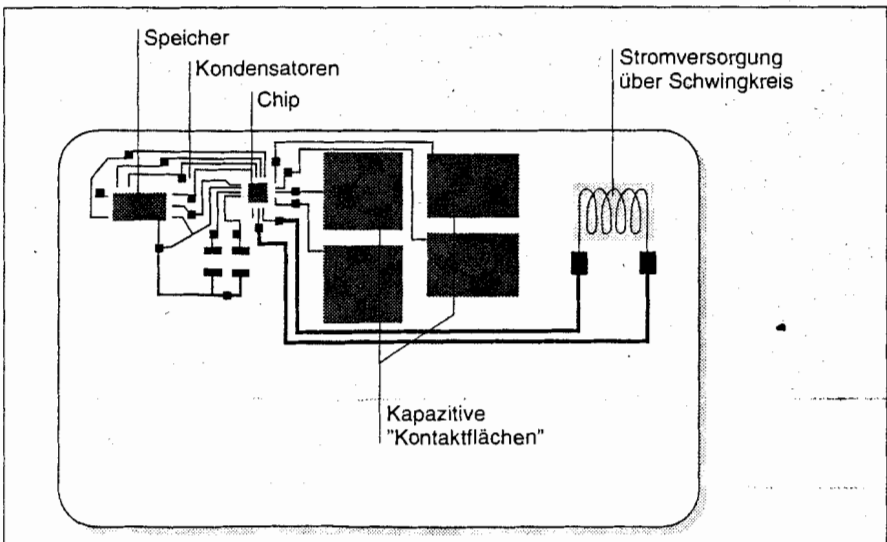 Speicher
Kondensatoren
Chip
Stromversorgung
über Schwingkreis
Kapazitive
"Kontaktflächen"